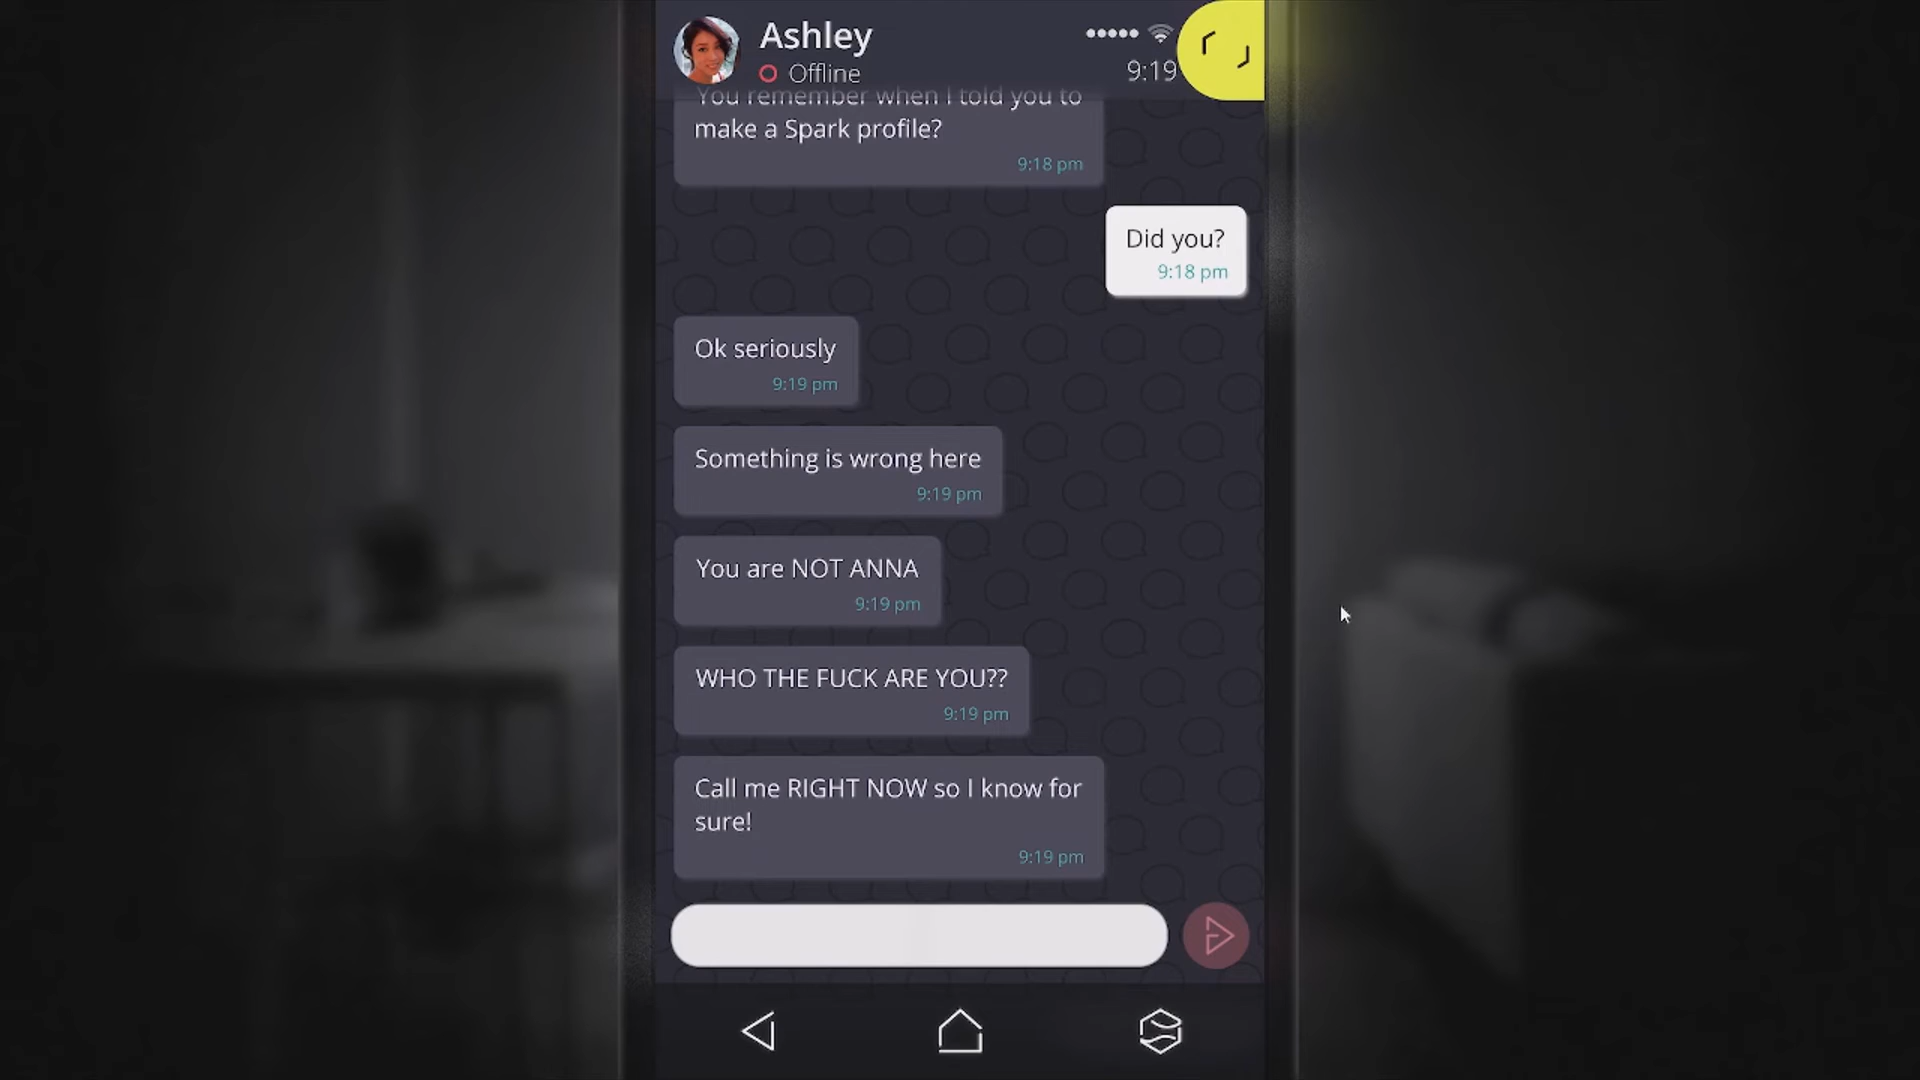 Ashley
Offline
9:19
You remember when I told you to
make a Spark profile?
9:18 pm
Did you?
9:18 pm
Ok seriously
9:19 pm
Something is wrong here
9:19 pm
You are NOT ANNA
9:19 pm
WHO THE FUCK ARE YOU??
9:19 pm
Call me RIGHT NOW so I know for
sure!
9:19 pm